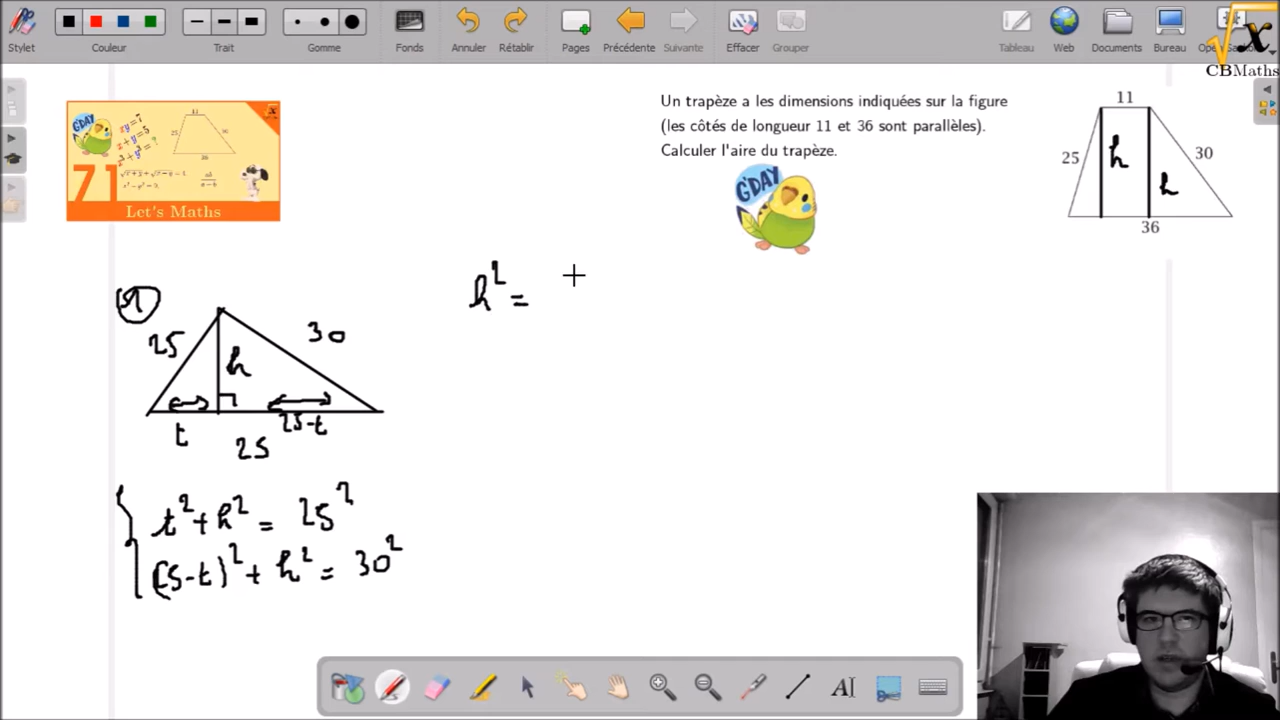 Stylet
Couleur
Trait
Gomme
Fonds
Annuler
Rétablir
Pages
Précédente
Suivante
Effacer
Grouper
Tableau
Web
Documents
Bureau
CBMaths
Un trapèze a les dimensions indiquées sur la figure
(les côtés de longueur 11 et 36 sont parallèles).
Calculer l'aire du trapèze.
11
25
h
30
h
36
G'DAY
71
Let's Maths
25
30
h
t
25-t
25
h² =
t² + h² = 25²
(25-t)² + h² = 30²
AI